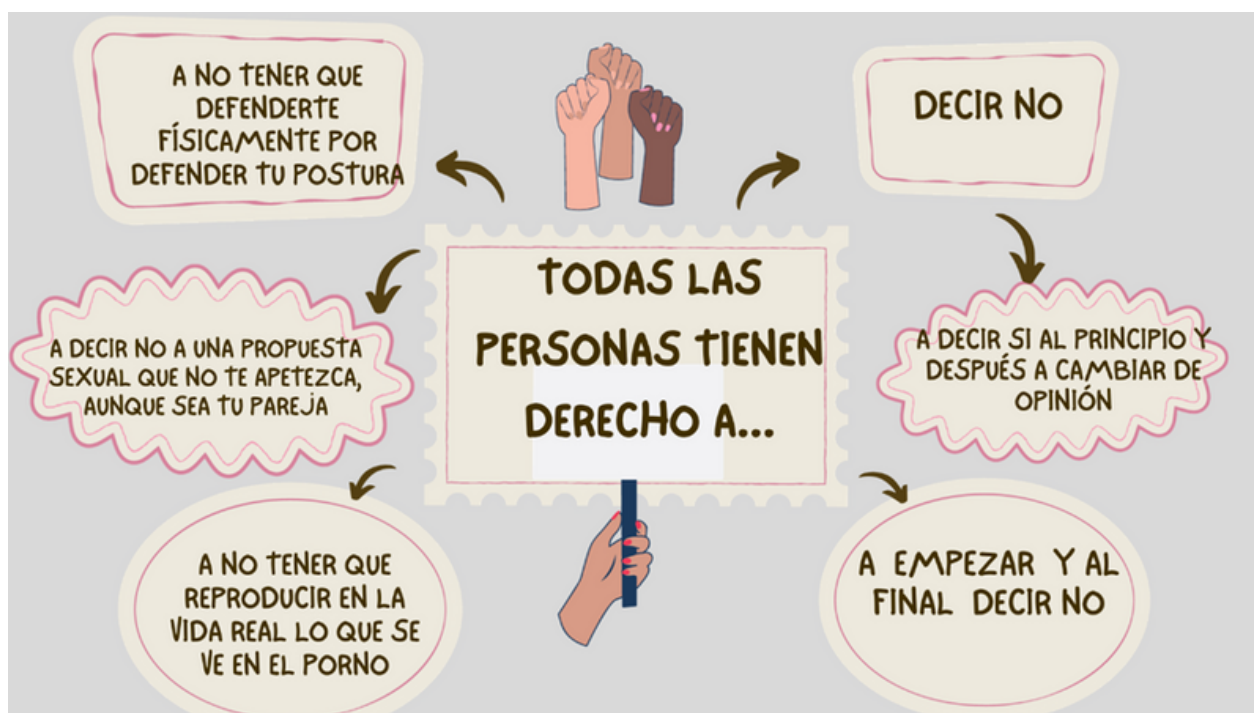 A NO TENER QUE
DEFENDERTE
FÍSICAMENTE POR
DEFENDER TU POSTURA
DECIR NO
TODAS LAS
PERSONAS TIENEN
DERECHO A...
A DECIR NO A UNA PROPUESTA
SEXUAL QUE NO TE APETEZCA,
AUNQUE SEA TU PAREJA
A DECIR SI AL PRINCIPIO Y
DESPUÉS A CAMBIAR DE
OPINIÓN
A NO TENER QUE
REPRODUCIR EN LA
VIDA REAL LO QUE SE
VE EN EL PORNO
A EMPEZAR Y AL
FINAL DECIR NO